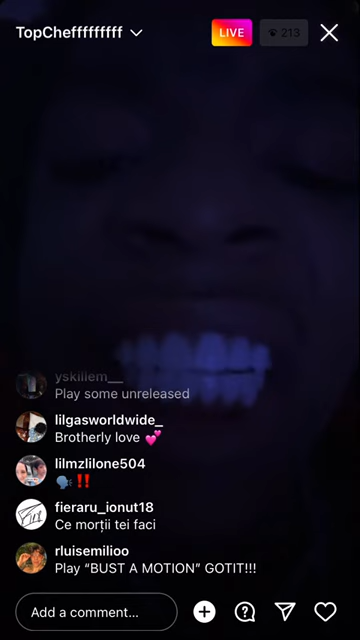 TopChefffffffff
LIVE
213
yskillem__
Play some unreleased
lilgasworldwide_
Brotherly love 💕
lilmzlilone504
🗣️‼️
fieraru_ionut18
Ce morții tei faci
rluisemilioo
Play “BUST A MOTION” GOTIT!!!
Add a comment...